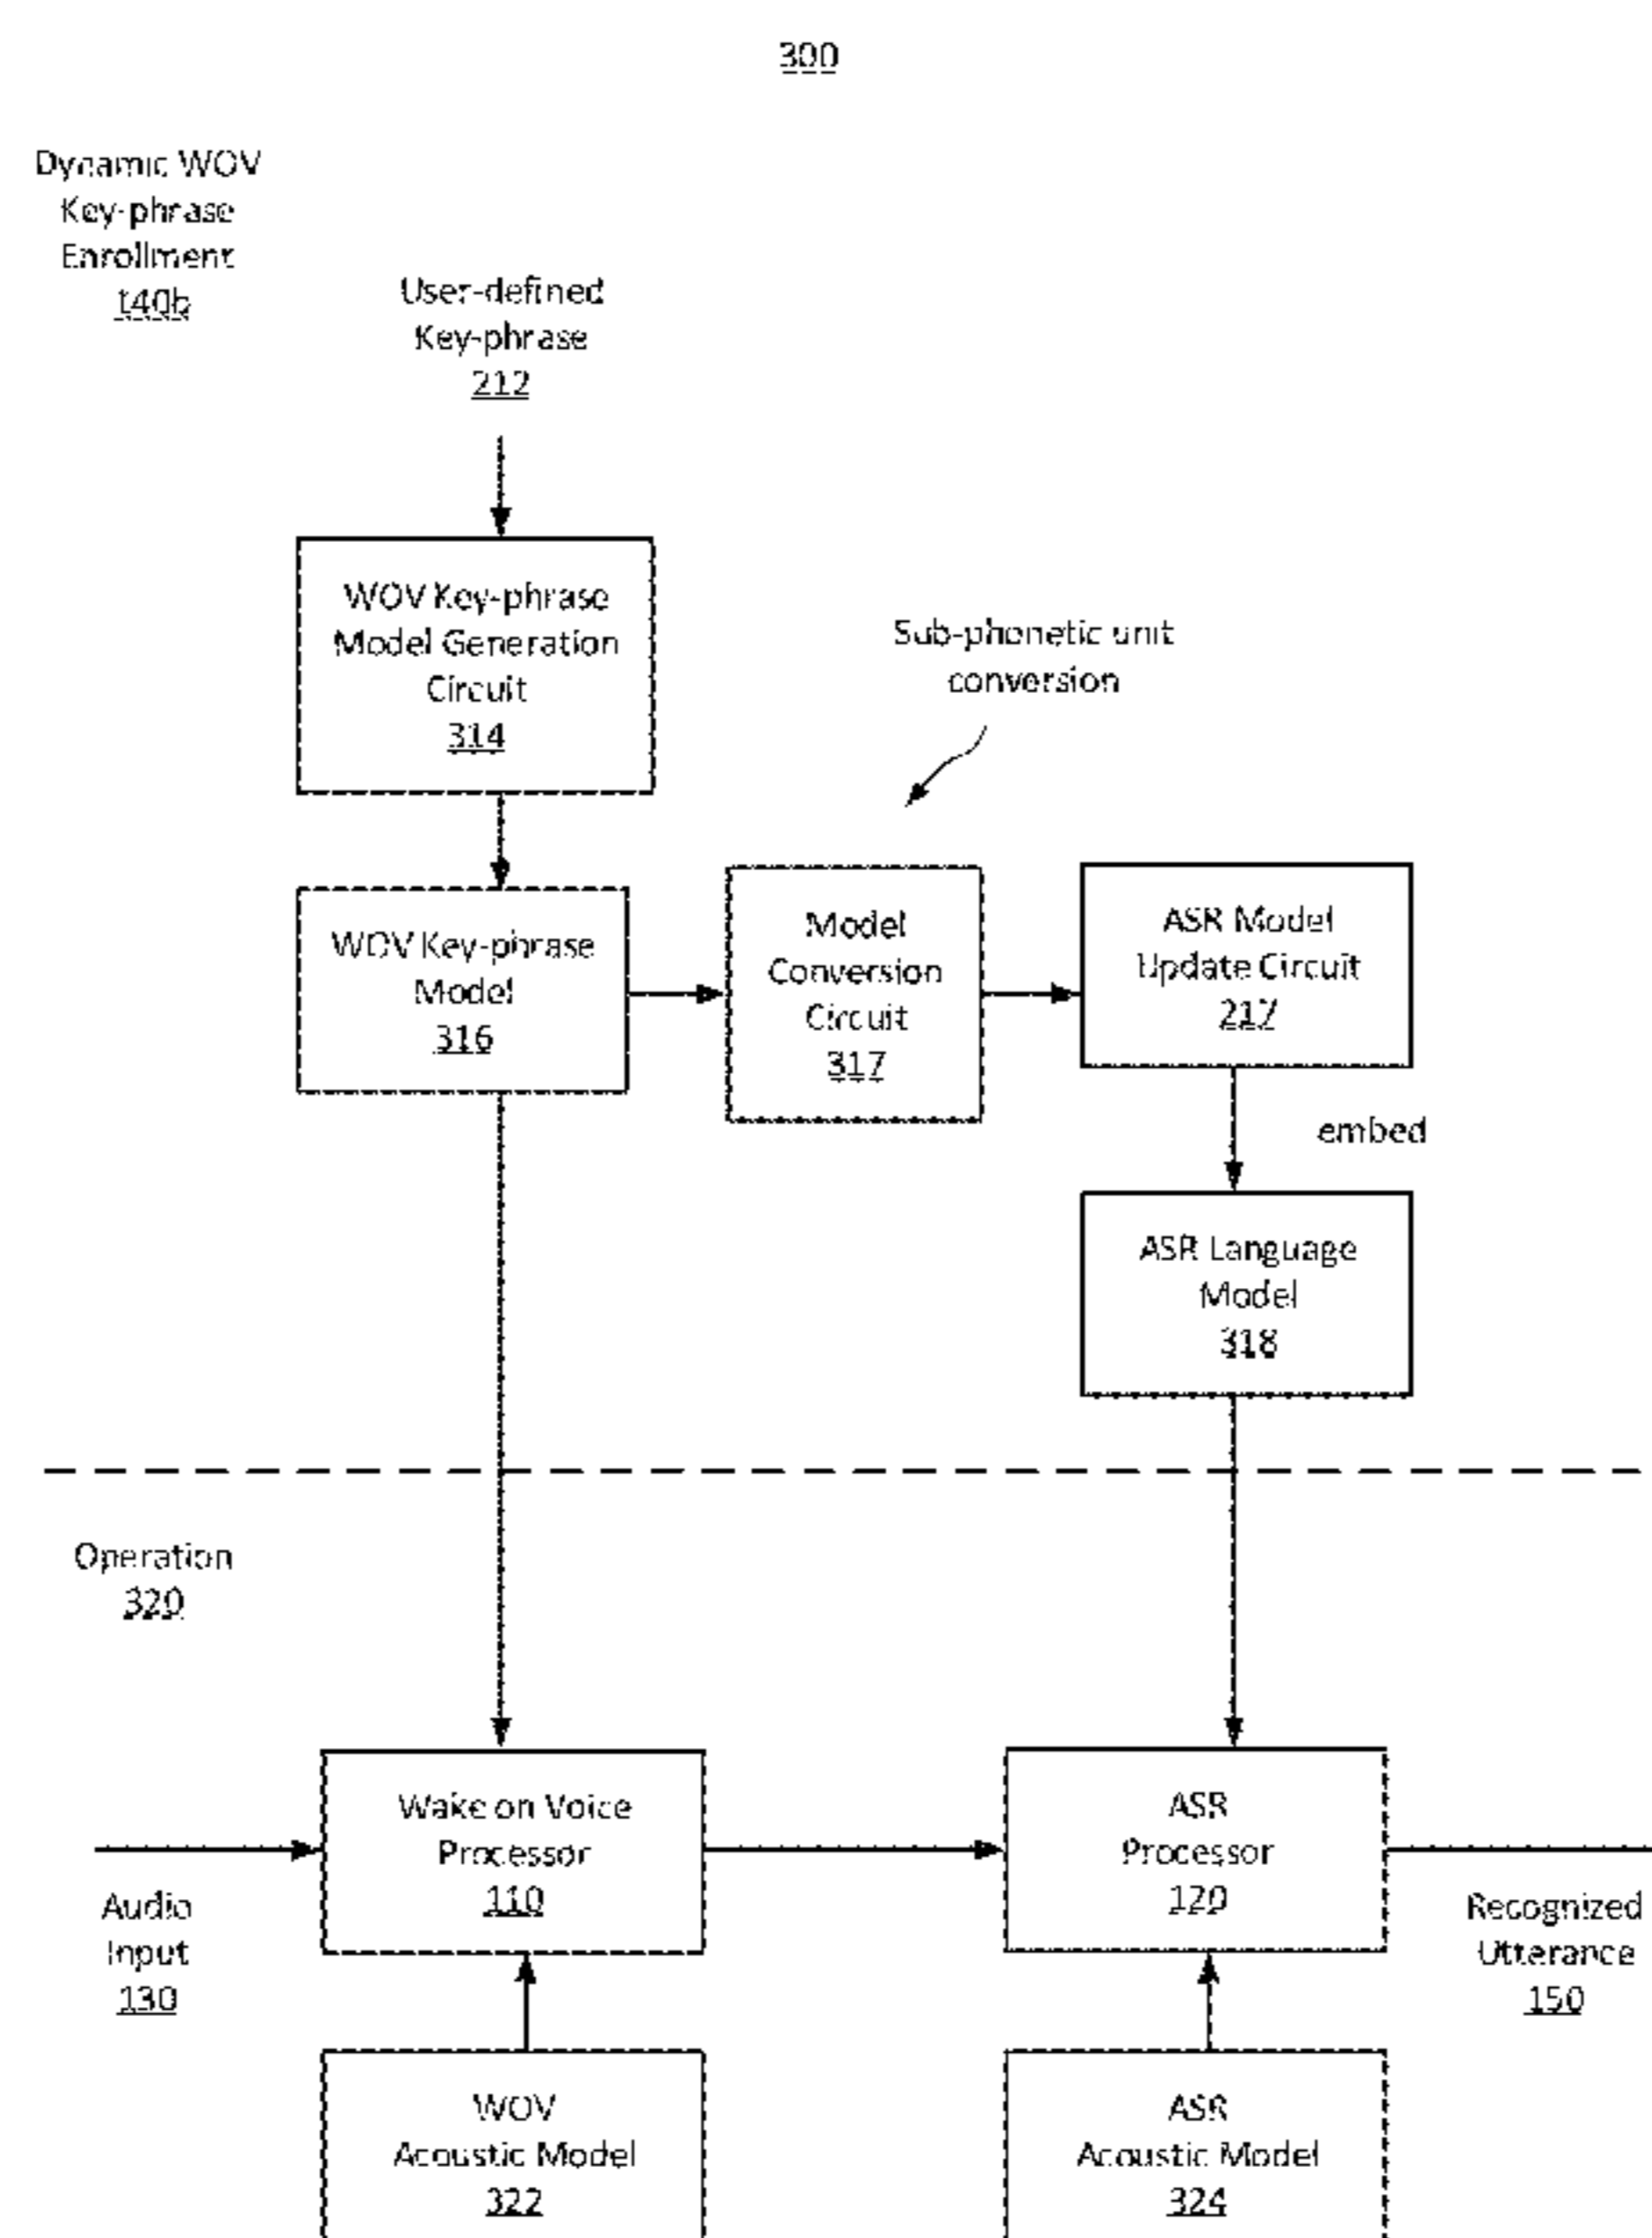 300
Dynamic WOV
Key-phrase
Enrollment
140b
User-defined
Key-phrase
212
WOV Key-phrase
Model Generation
Circuit
314
Sub-phonetic unit
conversion
WOV Key-phrase
Model
316
Model
Conversion
Circuit
317
ASR Model
Update Circuit
217
embed
ASR Language
Model
318
Operation
320
Wake on Voice
Processor
110
ASR
Processor
120
Audio
Input
130
Recognized
Utterance
150
WOV
Acoustic Model
322
ASR
Acoustic Model
324